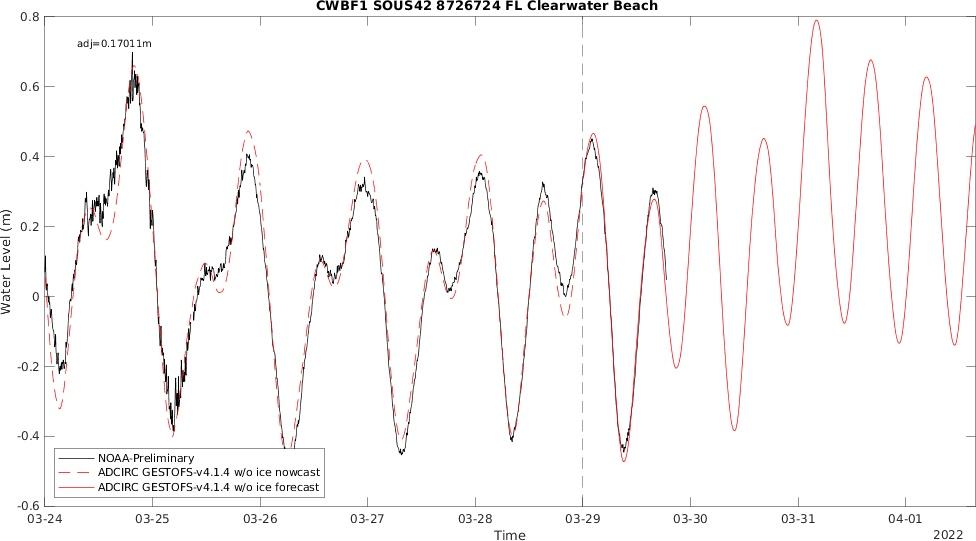 CWBF1 SOUS42 8726724 FL Clearwater Beach
adj=0.17011m
0.8
0.6
0.4
0.2
0
-0.2
-0.4
-0.6
Water Level (m)
NOAA-Preliminary
ADCIRC GESTOFS-v4.1.4 w/o ice nowcast
ADCIRC GESTOFS-v4.1.4 w/o ice forecast
03-24 03-25 03-26 03-27 03-28 03-29 03-30 03-31 04-01
Time
2022